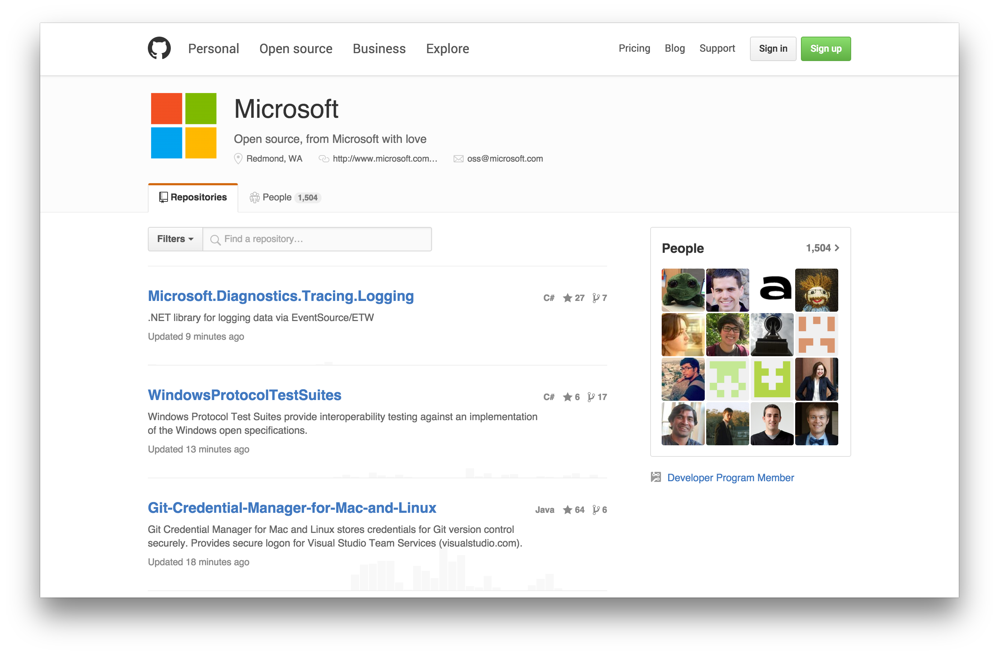 Personal Open source Business Explore Pricing Blog Support Sign in Sign up
Microsoft
Open source, from Microsoft with love
Redmond, WA http://www.microsoft.com... oss@microsoft.com
Repositories People 1,504
Filters Find a repository...
People 1,504
a
Microsoft.Diagnostics.Tracing.Logging C# 27 7
.NET library for logging data via EventSource/ETW
Updated 9 minutes ago
WindowsProtocolTestSuites C# 6 17
Windows Protocol Test Suites provide interoperability testing against an implementation
of the Windows open specifications.
Updated 13 minutes ago
Git-Credential-Manager-for-Mac-and-Linux Java 64 6
Git Credential Manager for Mac and Linux stores credentials for Git version control
securely. Provides secure logon for Visual Studio Team Services (visualstudio.com).
Updated 18 minutes ago
Developer Program Member